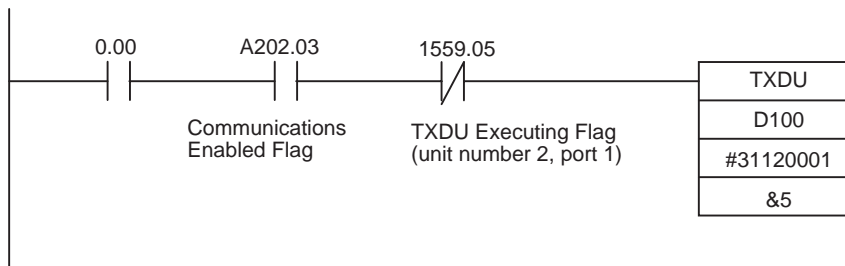 0.00
A202.03
1559.05
Communications
Enabled Flag
TXDU Executing Flag
(unit number 2, port 1)
TXDU
D100
#31120001
&5